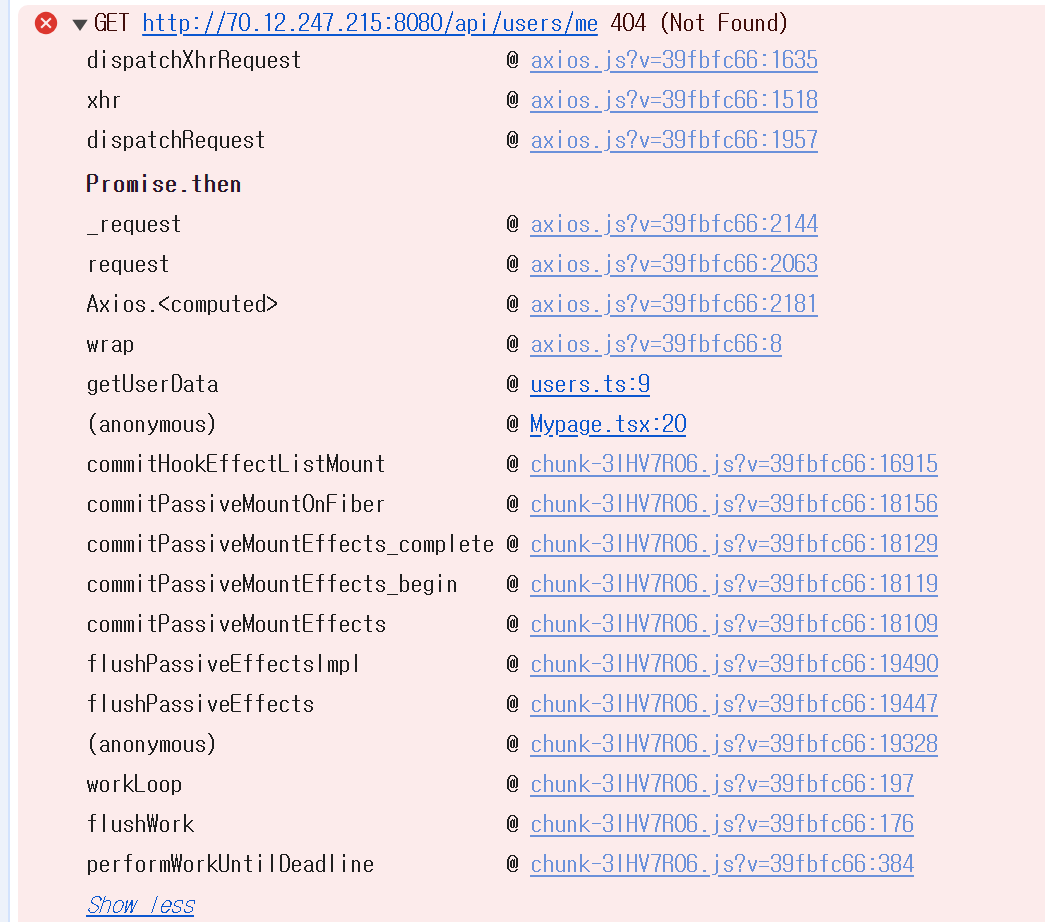 GET http://70.12.247.215:8080/api/users/me 404 (Not Found)
dispatchXhrRequest @ axios.js?v=39fbfc66:1635
xhr @ axios.js?v=39fbfc66:1518
dispatchRequest @ axios.js?v=39fbfc66:1957
Promise.then
_request @ axios.js?v=39fbfc66:2144
request @ axios.js?v=39fbfc66:2063
Axios.<computed> @ axios.js?v=39fbfc66:2181
wrap @ axios.js?v=39fbfc66:8
getUserData @ users.ts:9
(anonymous) @ Mypage.tsx:20
commitHookEffectListMount @ chunk-3IHV7RO6.js?v=39fbfc66:16915
commitPassiveMountOnFiber @ chunk-3IHV7RO6.js?v=39fbfc66:18156
commitPassiveMountEffects_complete @ chunk-3IHV7RO6.js?v=39fbfc66:18129
commitPassiveMountEffects_begin @ chunk-3IHV7RO6.js?v=39fbfc66:18119
commitPassiveMountEffects @ chunk-3IHV7RO6.js?v=39fbfc66:18109
flushPassiveEffectsImpl @ chunk-3IHV7RO6.js?v=39fbfc66:19490
flushPassiveEffects @ chunk-3IHV7RO6.js?v=39fbfc66:19447
(anonymous) @ chunk-3IHV7RO6.js?v=39fbfc66:19328
workLoop @ chunk-3IHV7RO6.js?v=39fbfc66:197
flushWork @ chunk-3IHV7RO6.js?v=39fbfc66:176
performWorkUntilDeadline @ chunk-3IHV7RO6.js?v=39fbfc66:384
Show less